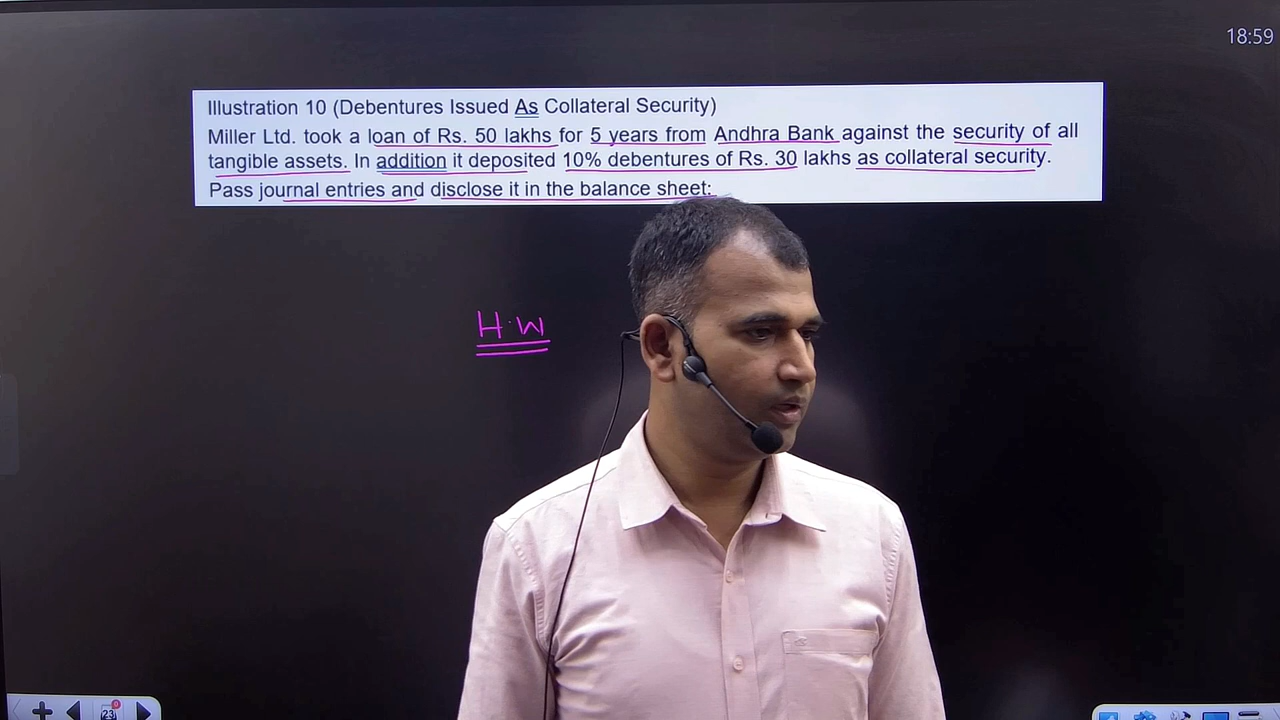 18:59
Illustration 10 (Debentures Issued As Collateral Security)
Miller Ltd. took a loan of Rs. 50 lakhs for 5 years from Andhra Bank against the security of all
tangible assets. In addition it deposited 10% debentures of Rs. 30 lakhs as collateral security.
Pass journal entries and disclose it in the balance sheet:
H.W
23